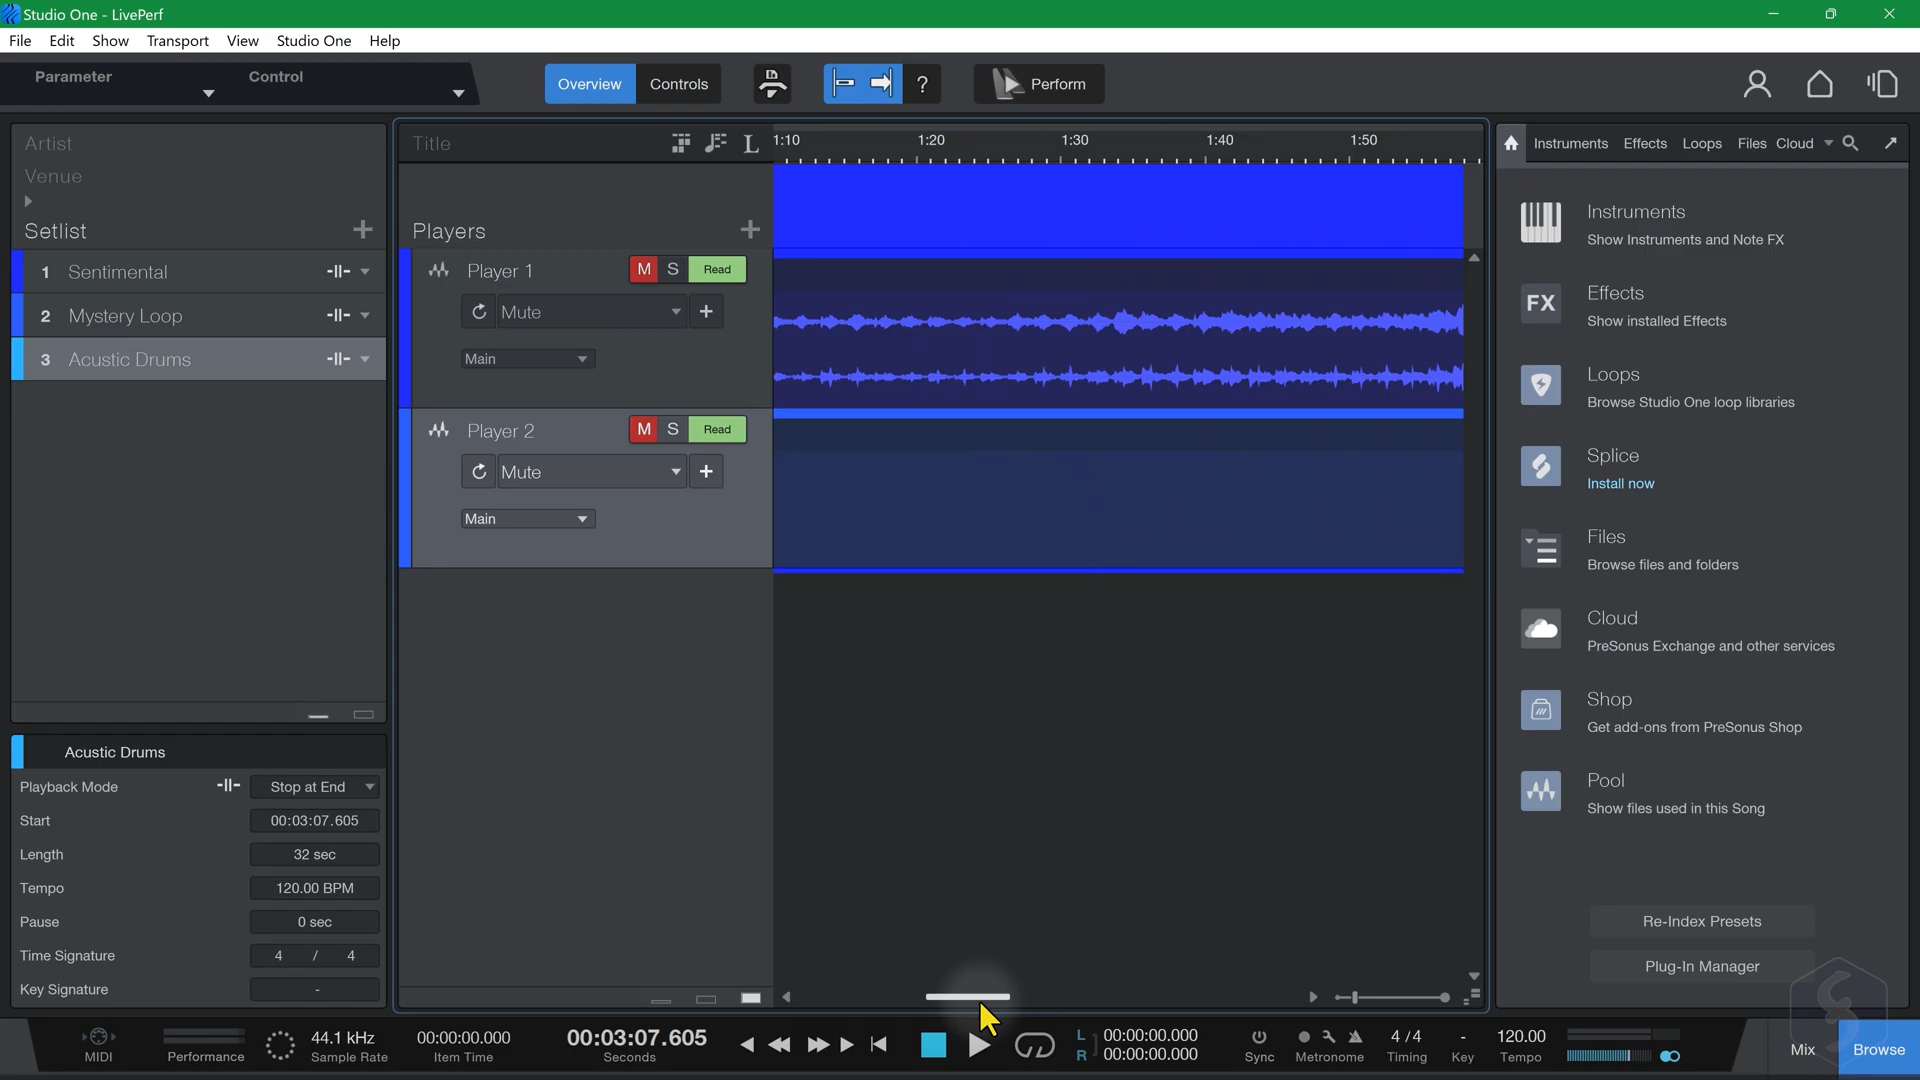 Studio One - LivePerf
File Edit Show Transport View Studio One Help
Parameter Control Overview Controls ? Perform
Artist
Venue
Setlist
1 Sentimental
2 Mystery Loop
3 Acustic Drums
Title L 1:10 1:20 1:30 1:40 1:50
Players
Player 1 M S Read
Mute
Main
Player 2 M S Read
Mute
Main
Instruments Effects Loops Files Cloud
Instruments
Show Instruments and Note FX
FX Effects
Show installed Effects
Loops
Browse Studio One loop libraries
Splice
Install now
Files
Browse files and folders
Cloud
PreSonus Exchange and other services
Shop
Get add-ons from PreSonus Shop
Pool
Show files used in this Song
Re-Index Presets
Plug-In Manager
Acustic Drums
Playback Mode Stop at End
Start 00:03:07.605
Length 32 sec
Tempo 120.00 BPM
Pause 0 sec
Time Signature 4 / 4
Key Signature -
MIDI
Performance
44.1 kHz
Sample Rate
00:00:00.000
Item Time
00:03:07.605
Seconds
L 00:00:00.000
R 00:00:00.000
Sync
Metronome
4 / 4
Timing
-
Key
120.00
Tempo
Mix
Browse